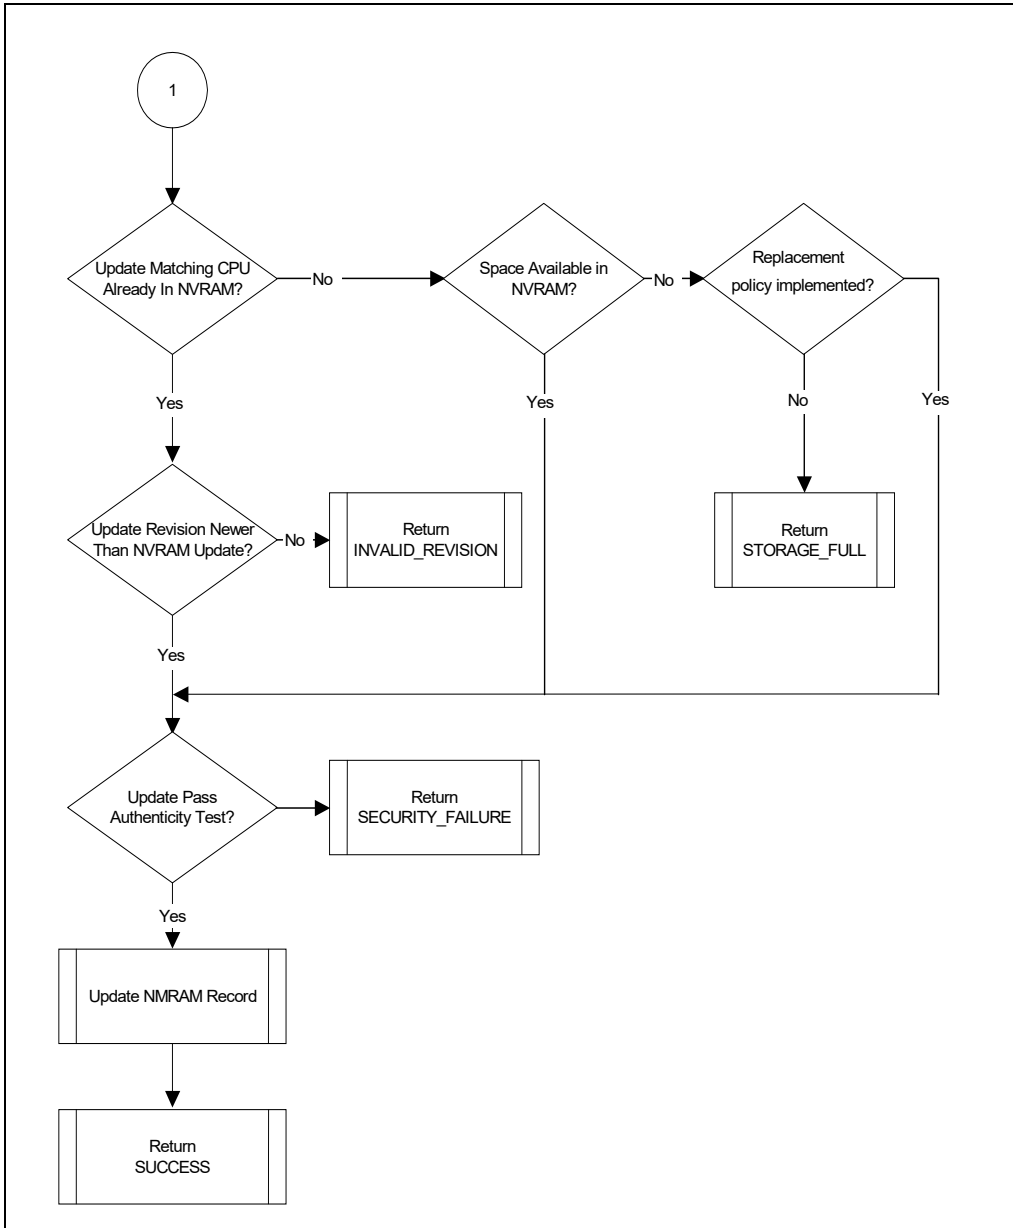 1
Update Matching CPU
Already In NVRAM?
No
Space Available in
NVRAM?
No
Replacement
policy implemented?
Yes
Yes
No
Yes
Update Revision Newer
Than NVRAM Update?
No
Return
INVALID_REVISION
Return
STORAGE_FULL
Yes
Update Pass
Authenticity Test?
Return
SECURITY_FAILURE
Yes
Update NMRAM Record
Return
SUCCESS